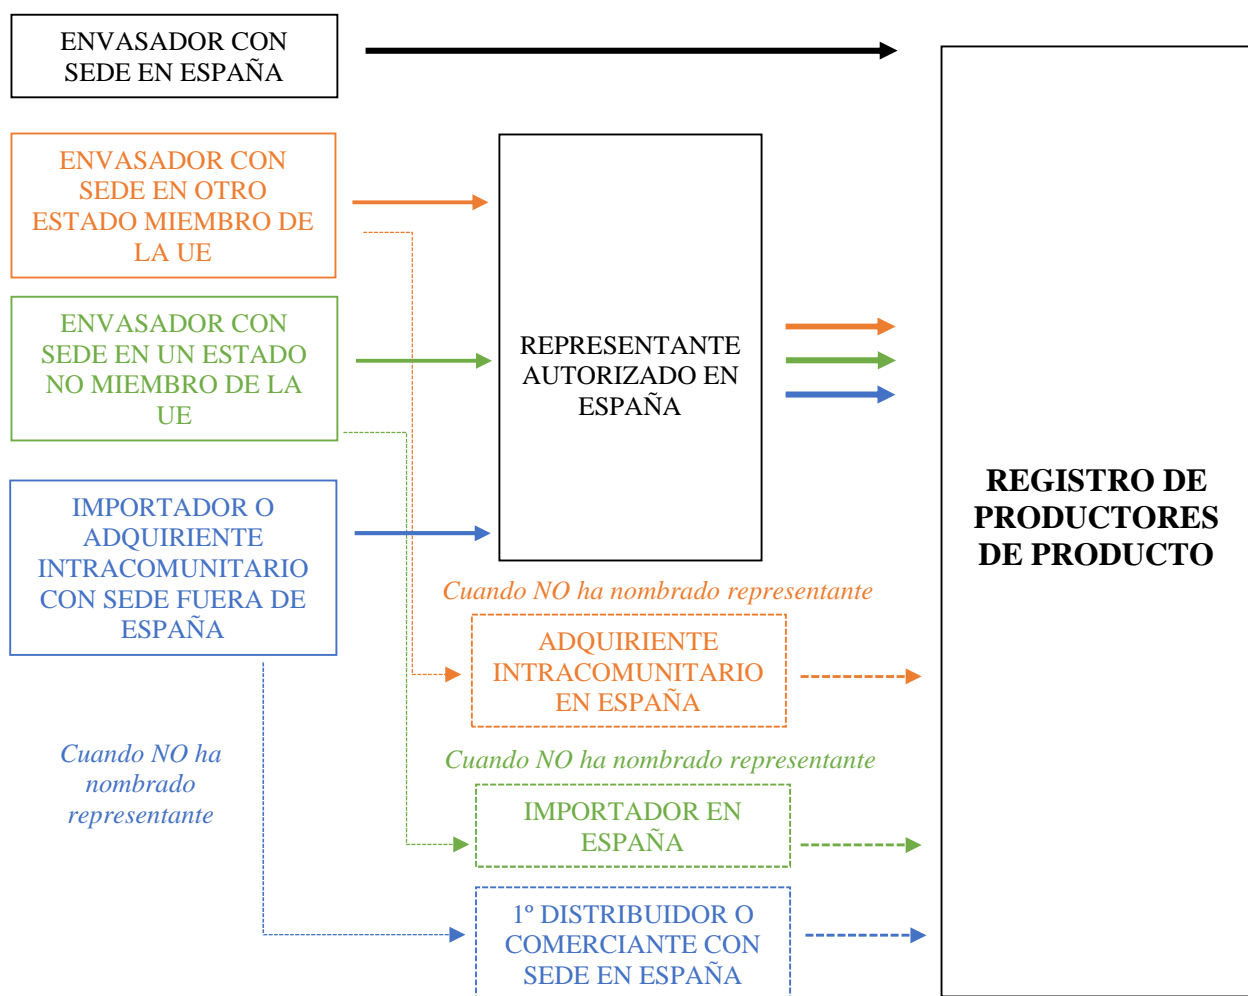 ENVASADOR CON
SEDE EN ESPAÑA
ENVASADOR CON
SEDE EN OTRO
ESTADO MIEMBRO DE
LA UE
ENVASADOR CON
SEDE EN UN ESTADO
NO MIEMBRO DE LA
UE
IMPORTADOR O
ADQUIRIENTE
INTRACOMUNITARIO
CON SEDE FUERA DE
ESPAÑA
Cuando NO ha
nombrado
representante
REPRESENTANTE
AUTORIZADO EN
ESPAÑA
Cuando NO ha nombrado representante
ADQUIRIENTE
INTRACOMUNITARIO
EN ESPAÑA
Cuando NO ha nombrado representante
IMPORTADOR EN
ESPAÑA
1º DISTRIBUIDOR O
COMERCIANTE CON
SEDE EN ESPAÑA
REGISTRO DE
PRODUCTORES
DE PRODUCTO